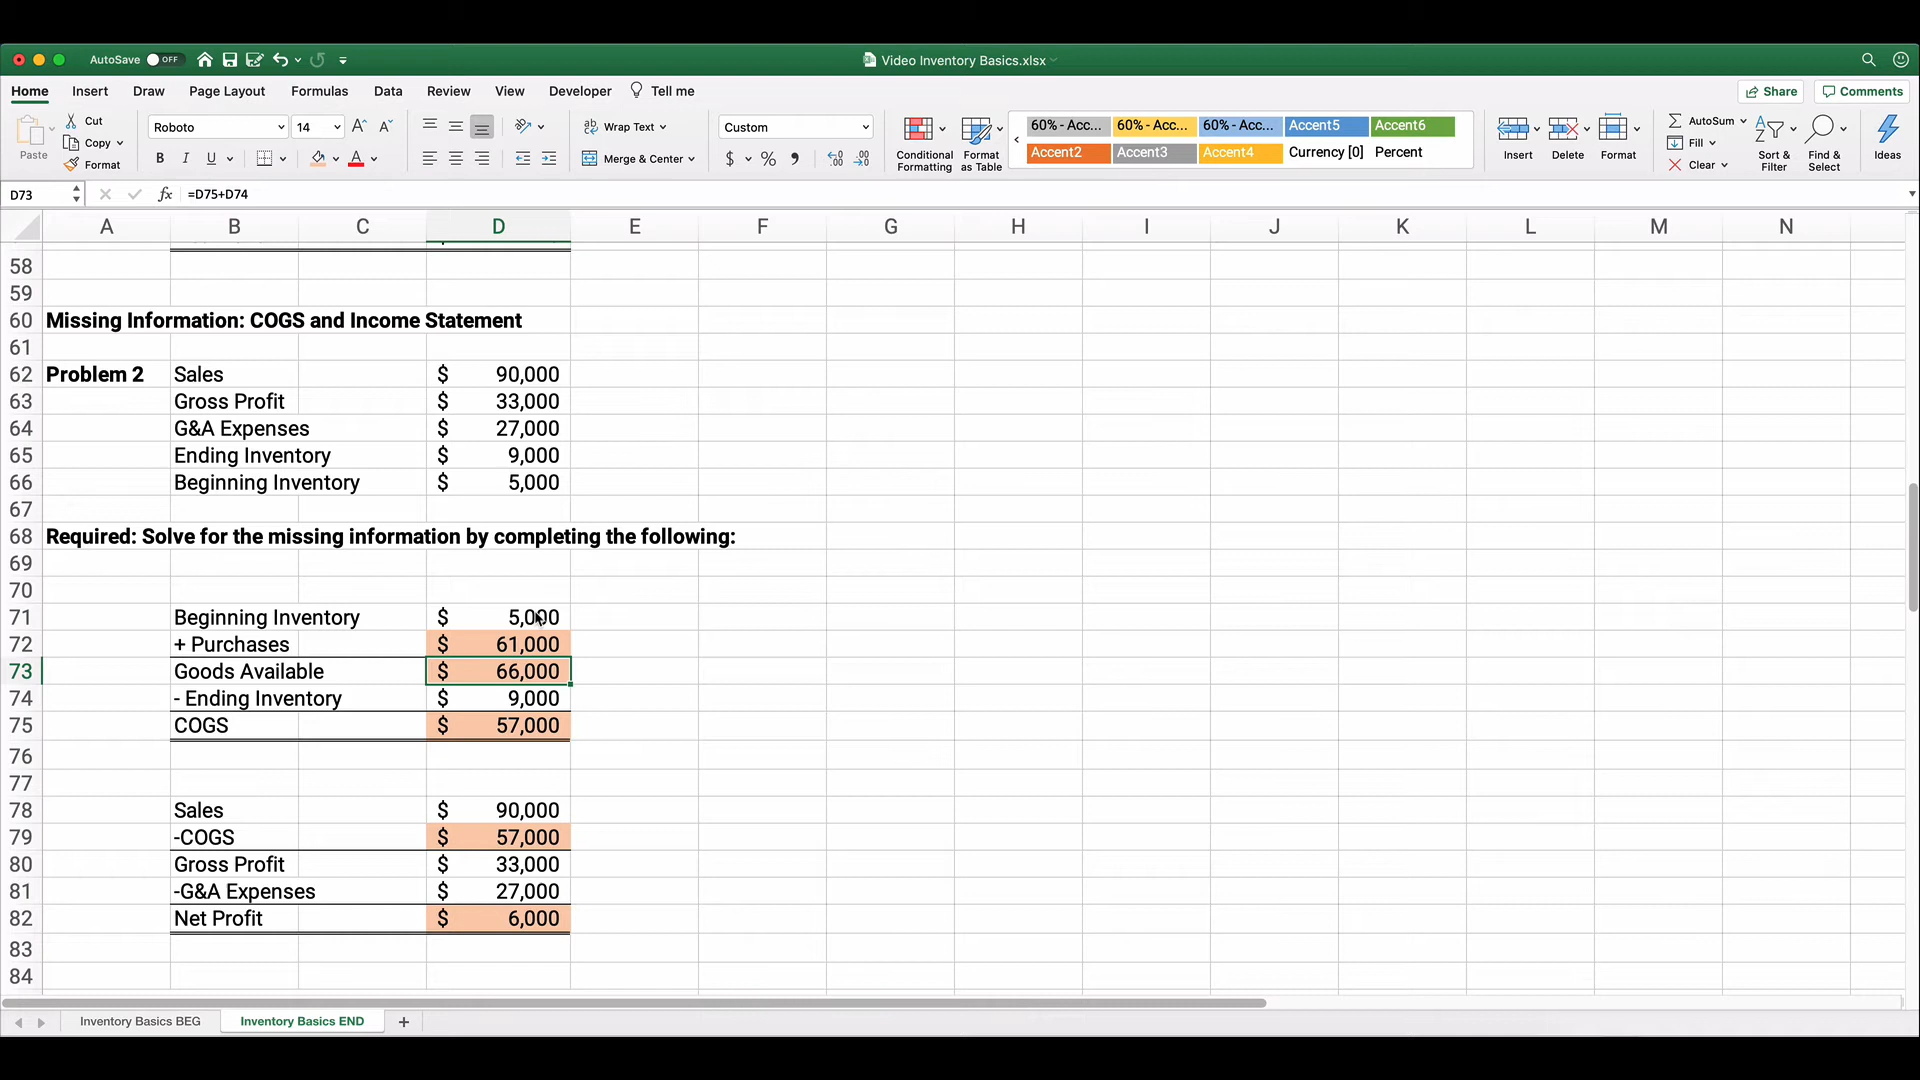 AutoSave OFF
Video Inventory Basics.xlsx
Home Insert Draw Page Layout Formulas Data Review View Developer Tell me Share Comments
Paste Cut Copy Format
Roboto 14 A A
B I U A
Wrap Text
Merge & Center
Custom
$ % ,
60% - Acc... 60% - Acc... 60% - Acc... Accent5 Accent6
Accent2 Accent3 Accent4 Currency [0] Percent
Conditional Formatting
Format as Table
Insert Delete Format
AutoSum
Fill
Clear
Sort & Filter
Find & Select
Ideas
D73 fx =D75+D74
A B C D E F G H I J K L M N
58
59
60 Missing Information: COGS and Income Statement
61
62 Problem 2 Sales $ 90,000
63 Gross Profit $ 33,000
64 G&A Expenses $ 27,000
65 Ending Inventory $ 9,000
66 Beginning Inventory $ 5,000
67
68 Required: Solve for the missing information by completing the following:
69
70
71 Beginning Inventory $ 5,000
72 + Purchases $ 61,000
73 Goods Available $ 66,000
74 - Ending Inventory $ 9,000
75 COGS $ 57,000
76
77
78 Sales $ 90,000
79 -COGS $ 57,000
80 Gross Profit $ 33,000
81 -G&A Expenses $ 27,000
82 Net Profit $ 6,000
83
84
Inventory Basics BEG Inventory Basics END +